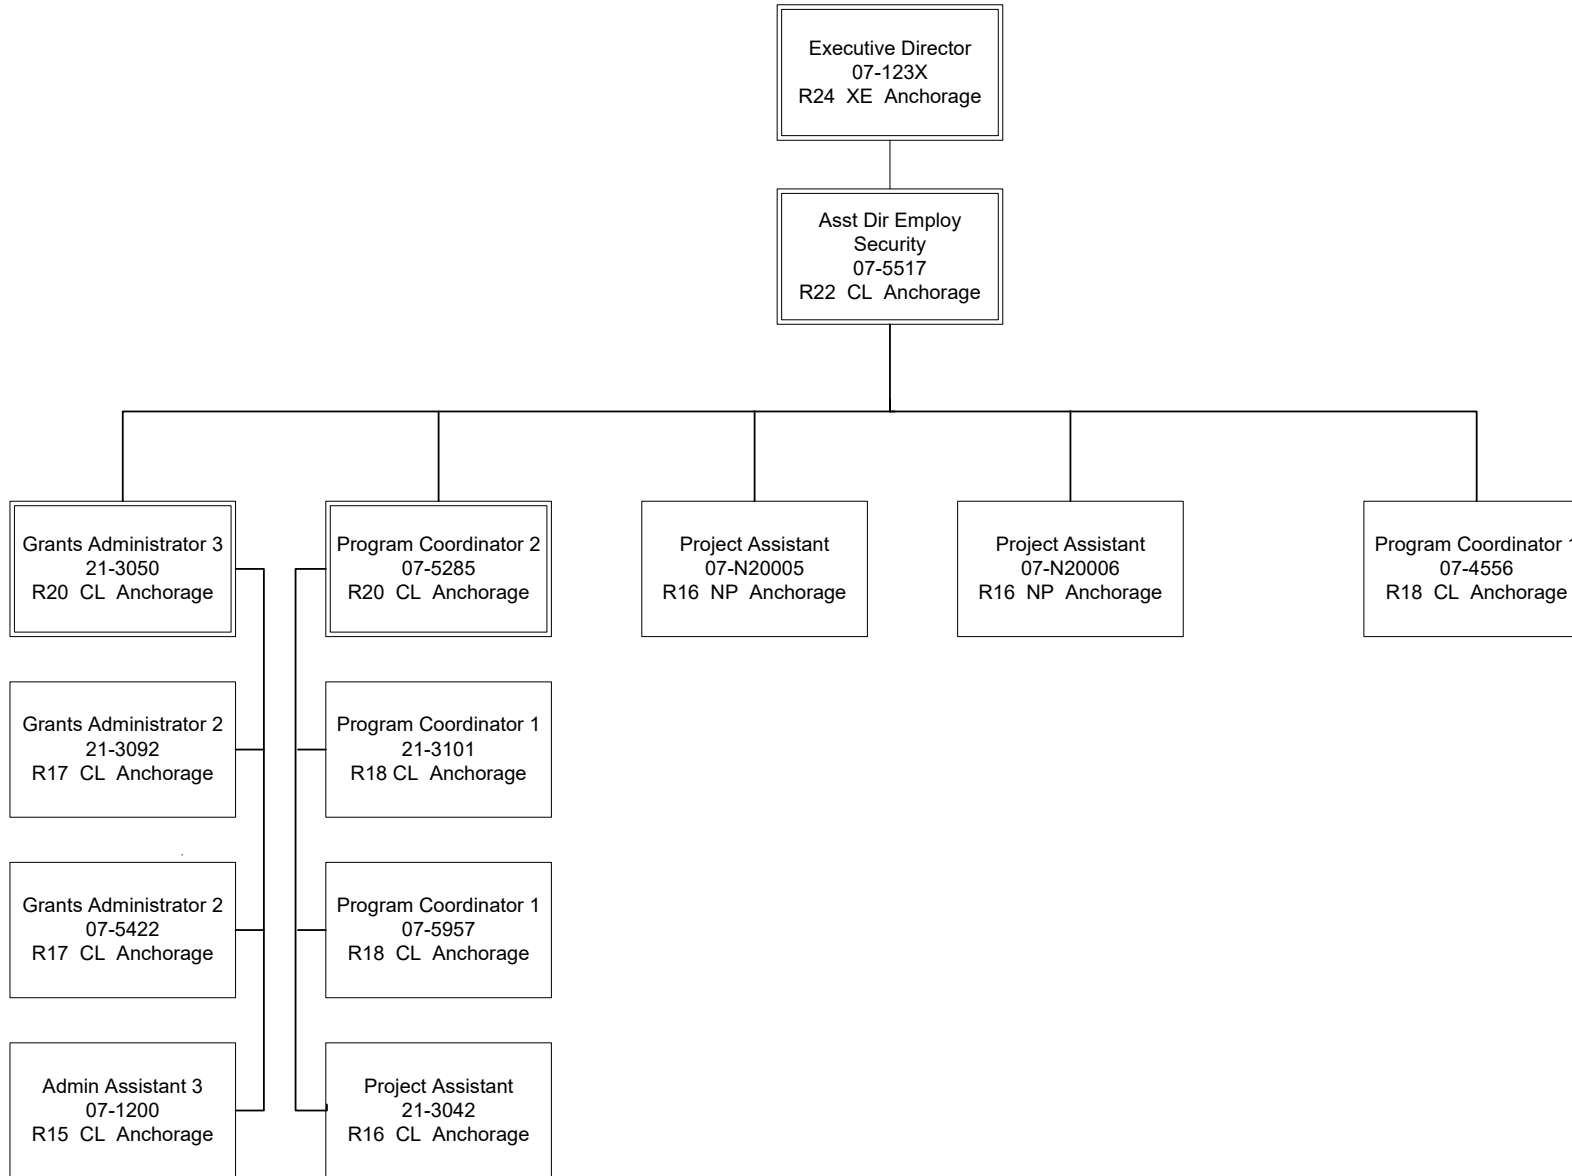 Executive Director
07-123X
R24 XE Anchorage
Asst Dir Employ
Security
07-5517
R22 CL Anchorage
Grants Administrator 3
21-3050
R20 CL Anchorage
Program Coordinator 2
07-5285
R20 CL Anchorage
Project Assistant
07-N20005
R16 NP Anchorage
Project Assistant
07-N20006
R16 NP Anchorage
Program Coordinator 1
07-4556
R18 CL Anchorage
Grants Administrator 2
21-3092
R17 CL Anchorage
Program Coordinator 1
21-3101
R18 CL Anchorage
Grants Administrator 2
07-5422
R17 CL Anchorage
Program Coordinator 1
07-5957
R18 CL Anchorage
Admin Assistant 3
07-1200
R15 CL Anchorage
Project Assistant
21-3042
R16 CL Anchorage